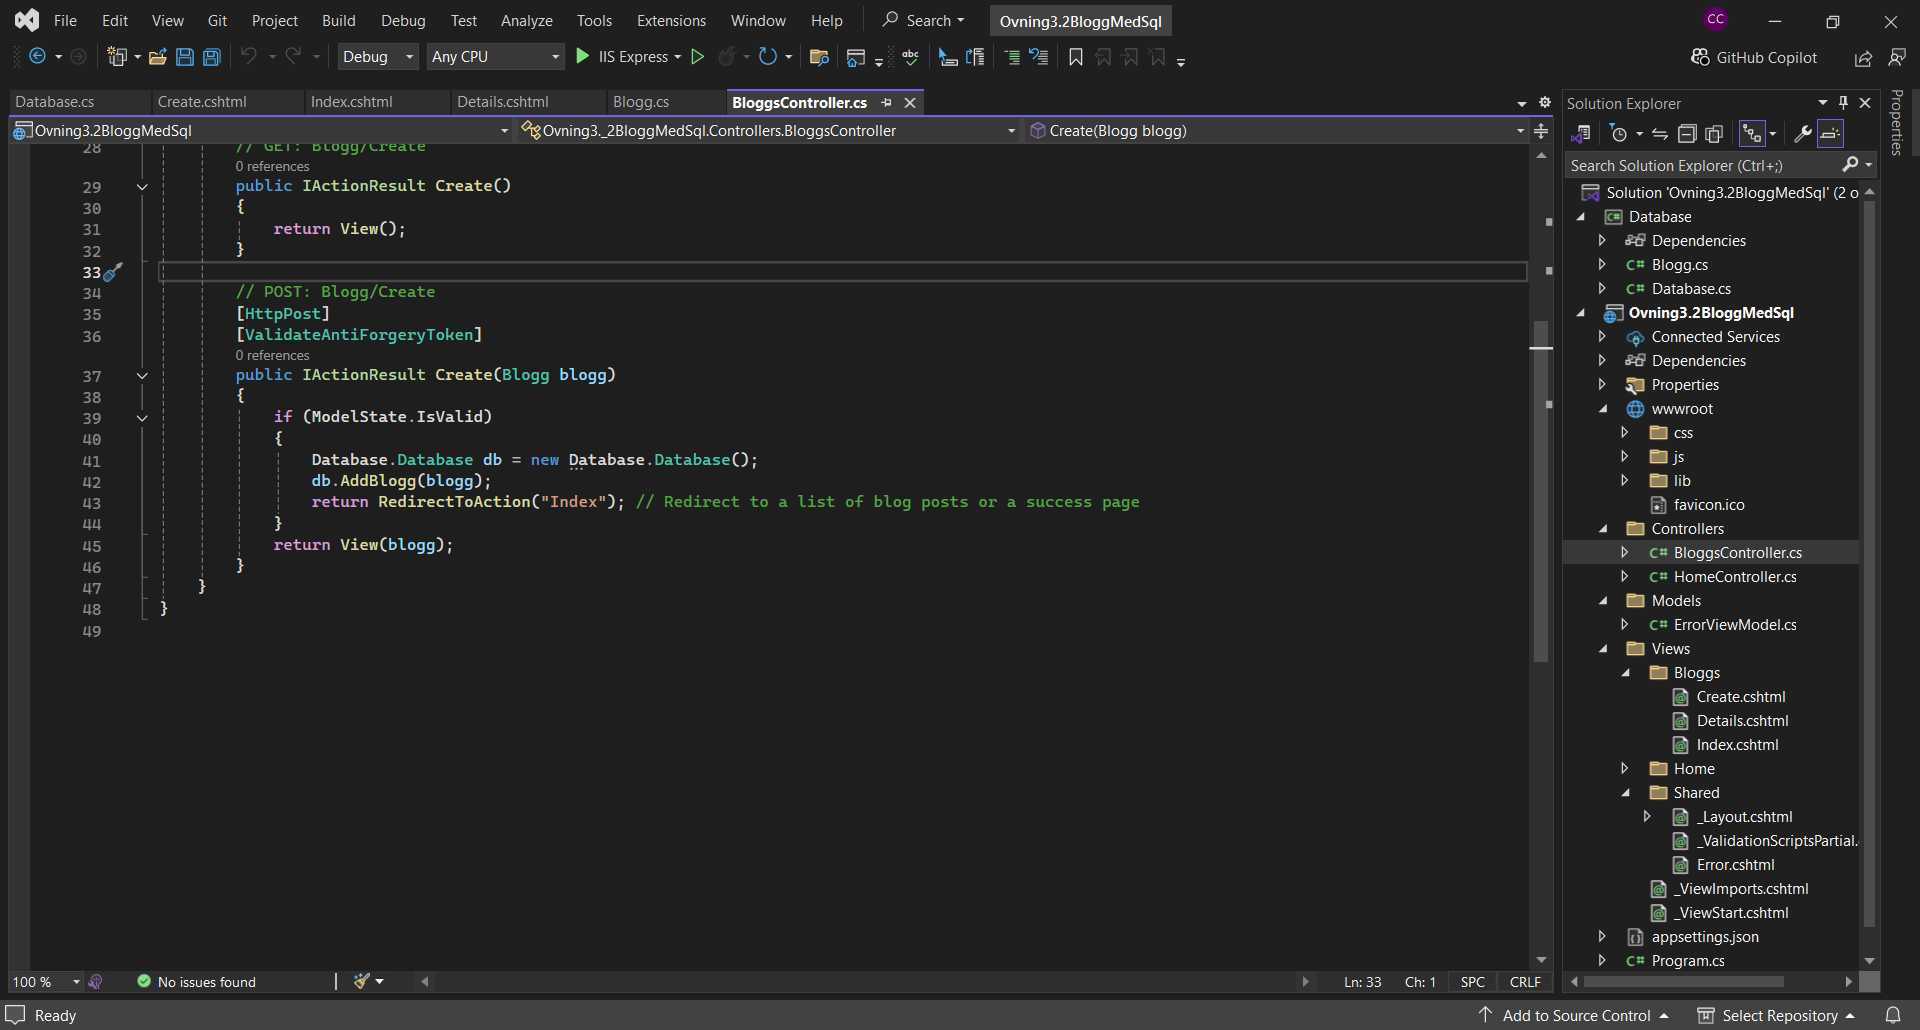 File Edit View Git Project Build Debug Test Analyze Tools Extensions Window Help Search Ovning3.2BloggMedSql CC
Debug Any CPU IIS Express abc GitHub Copilot
Database.cs Create.cshtml Index.cshtml Details.cshtml Blogg.cs BloggsController.cs
Ovning3.2BloggMedSql Ovning3._2BloggMedSql.Controllers.BloggsController Create(Blogg blogg)
28 // GET: Blogg/Create
0 references
29 public IActionResult Create()
30 {
31 return View();
32 }
33
34 // POST: Blogg/Create
35 [HttpPost]
36 [ValidateAntiForgeryToken]
0 references
37 public IActionResult Create(Blogg blogg)
38 {
39 if (ModelState.IsValid)
40 {
41 Database.Database db = new Database.Database();
42 db.AddBlogg(blogg);
43 return RedirectToAction("Index"); // Redirect to a list of blog posts or a success page
44 }
45 return View(blogg);
46 }
47 }
48 }
49
100 % No issues found Ln: 33 Ch: 1 SPC CRLF
Solution Explorer
Search Solution Explorer (Ctrl+;)
Solution 'Ovning3.2BloggMedSql' (2 o
Database
Dependencies
C# Blogg.cs
C# Database.cs
Ovning3.2BloggMedSql
Connected Services
Dependencies
Properties
wwwroot
css
js
lib
favicon.ico
Controllers
C# BloggsController.cs
C# HomeController.cs
Models
C# ErrorViewModel.cs
Views
Bloggs
Create.cshtml
Details.cshtml
Index.cshtml
Home
Shared
_Layout.cshtml
_ValidationScriptsPartial.
Error.cshtml
_ViewImports.cshtml
_ViewStart.cshtml
appsettings.json
C# Program.cs
Properties
Ready Add to Source Control Select Repository